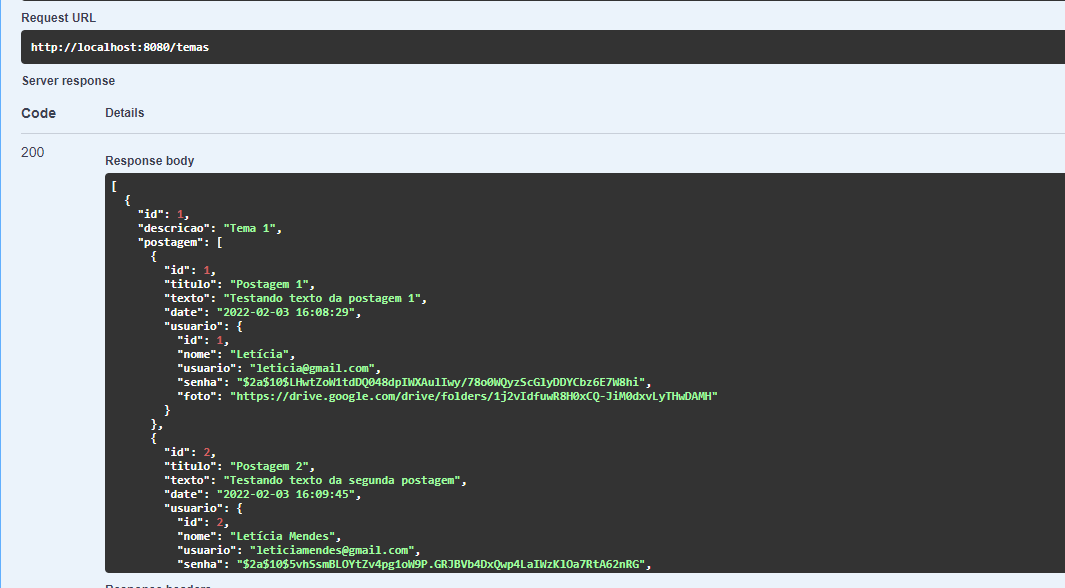 Request URL
http://localhost:8080/temas
Server response
Code Details
200
Response body
[
{
"id": 1,
"descricao": "Tema 1",
"postagem": [
{
"id": 1,
"titulo": "Postagem 1",
"texto": "Testando texto da postagem 1",
"date": "2022-02-03 16:08:29",
"usuario": {
"id": 1,
"nome": "Letícia",
"usuario": "leticia@gmail.com",
"senha": "$2a$10$LHwtZoW1tdDQ048dpIWXAulIwy/78o0WQyzScGlyDDYCbz6E7W8hi",
"foto": "https://drive.google.com/drive/folders/1j2vIdfuwR8H0xCQ-JiM0dxvLyTHwDAMH"
}
},
{
"id": 2,
"titulo": "Postagem 2",
"texto": "Testando texto da segunda postagem",
"date": "2022-02-03 16:09:45",
"usuario": {
"id": 2,
"nome": "Letícia Mendes",
"usuario": "leticiamendes@gmail.com",
"senha": "$2a$10$5vhSsmBLOYtZv4pg1oW9P.GRJBVb4DxQwp4LaIWzKlOa7RtA62nRG",
Response headers